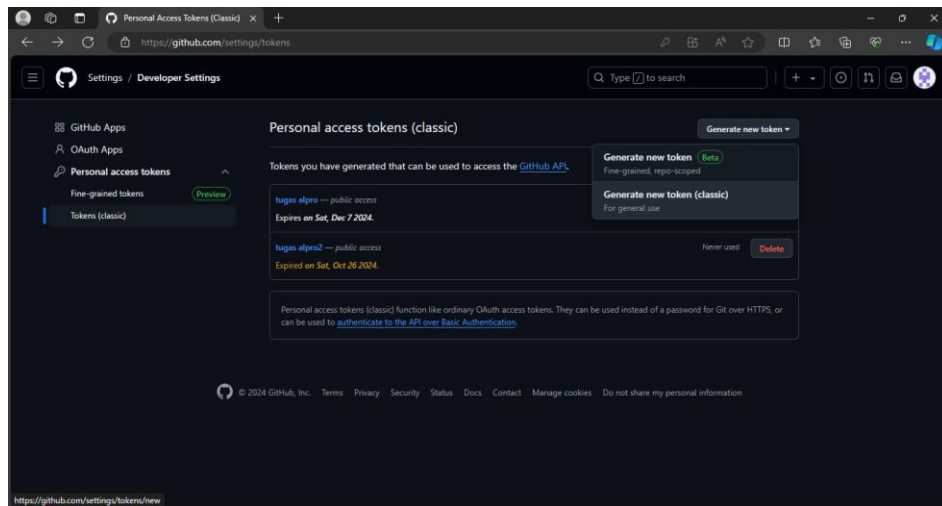 Personal Access Tokens (Classic)
https://github.com/settings/tokens
Settings / Developer Settings
Type / to search
GitHub Apps
OAuth Apps
Personal access tokens
Fine-grained tokens Preview
Tokens (classic)
Personal access tokens (classic)
Generate new token
Tokens you have generated that can be used to access the GitHub API.
Generate new token Beta
Fine-grained, repo-scoped
Generate new token (classic)
For general use
tugas alpro — public access
Expires on Sat, Dec 7 2024.
tugas alpro2 — public access
Never used Delete
Expired on Sat, Oct 26 2024.
Personal access tokens (classic) function like ordinary OAuth access tokens. They can be used instead of a password for Git over HTTPS, or
can be used to authenticate to the API over Basic Authentication.
© 2024 GitHub, Inc. Terms Privacy Security Status Docs Contact Manage cookies Do not share my personal information
https://github.com/settings/tokens/new